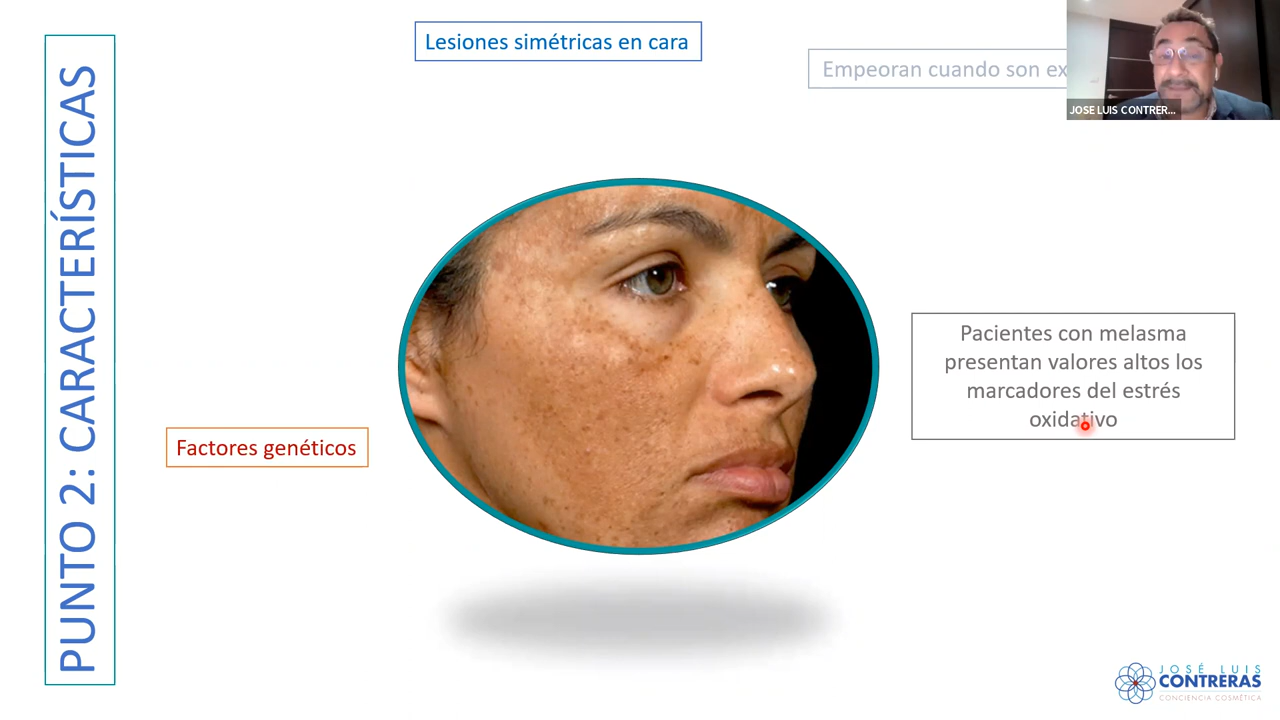 PUNTO 2: CARACTERÍSTICAS
Lesiones simétricas en cara
Empeoran cuando son ex
JOSE LUIS CONTRER...
Pacientes con melasma
presentan valores altos los
marcadores del estrés
oxidativo
Factores genéticos
JOSÉ LUIS
CONTRERAS
CONCIENCIA COSMÉTICA